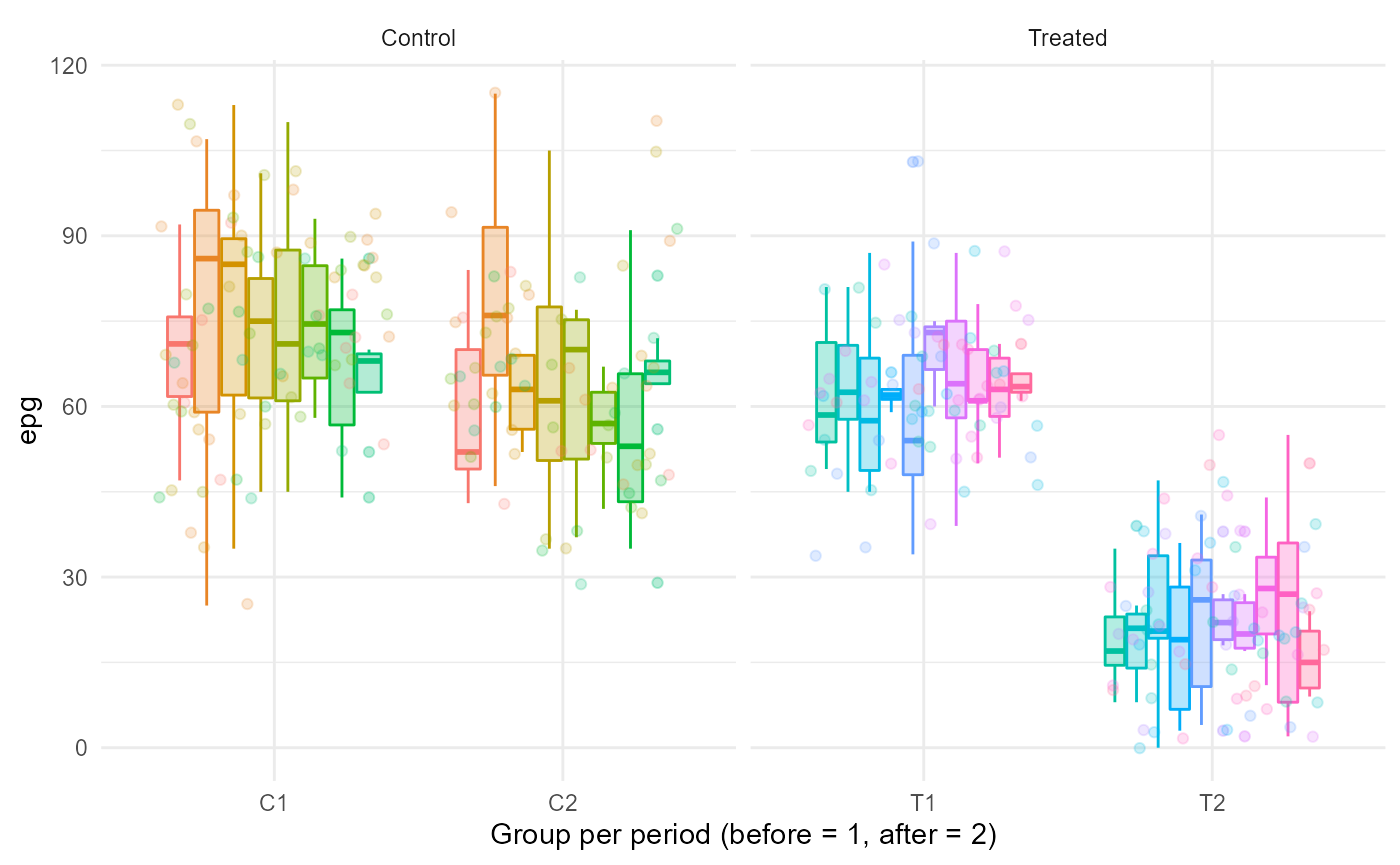 Control Treated
120
90
60
30
0
epg
C1 C2 T1 T2
Group per period (before = 1, after = 2)